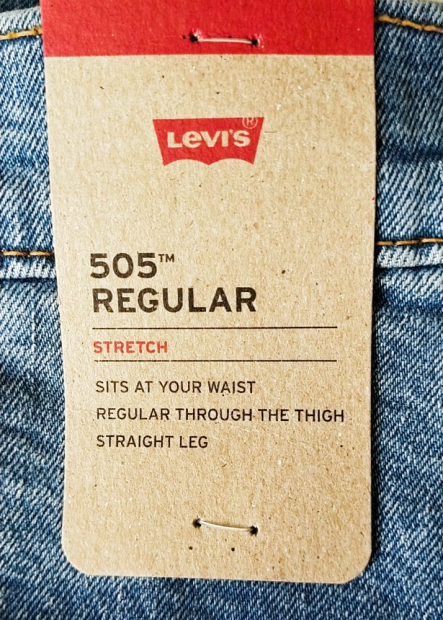 LEVI'S®
505™
REGULAR
STRETCH
SITS AT YOUR WAIST
REGULAR THROUGH THE THIGH
STRAIGHT LEG